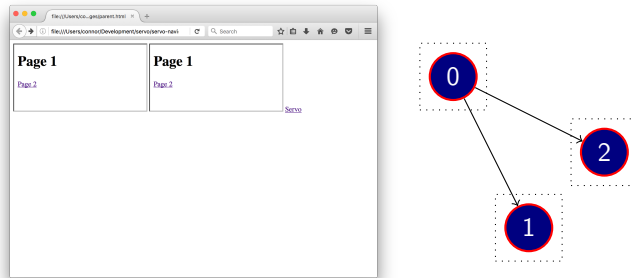 file:///Users/co...ges/parent.html
file:///Users/connor/Development/servo/servo-navi
Search
Page 1
Page 2
Page 1
Page 2
Servo
0
2
1